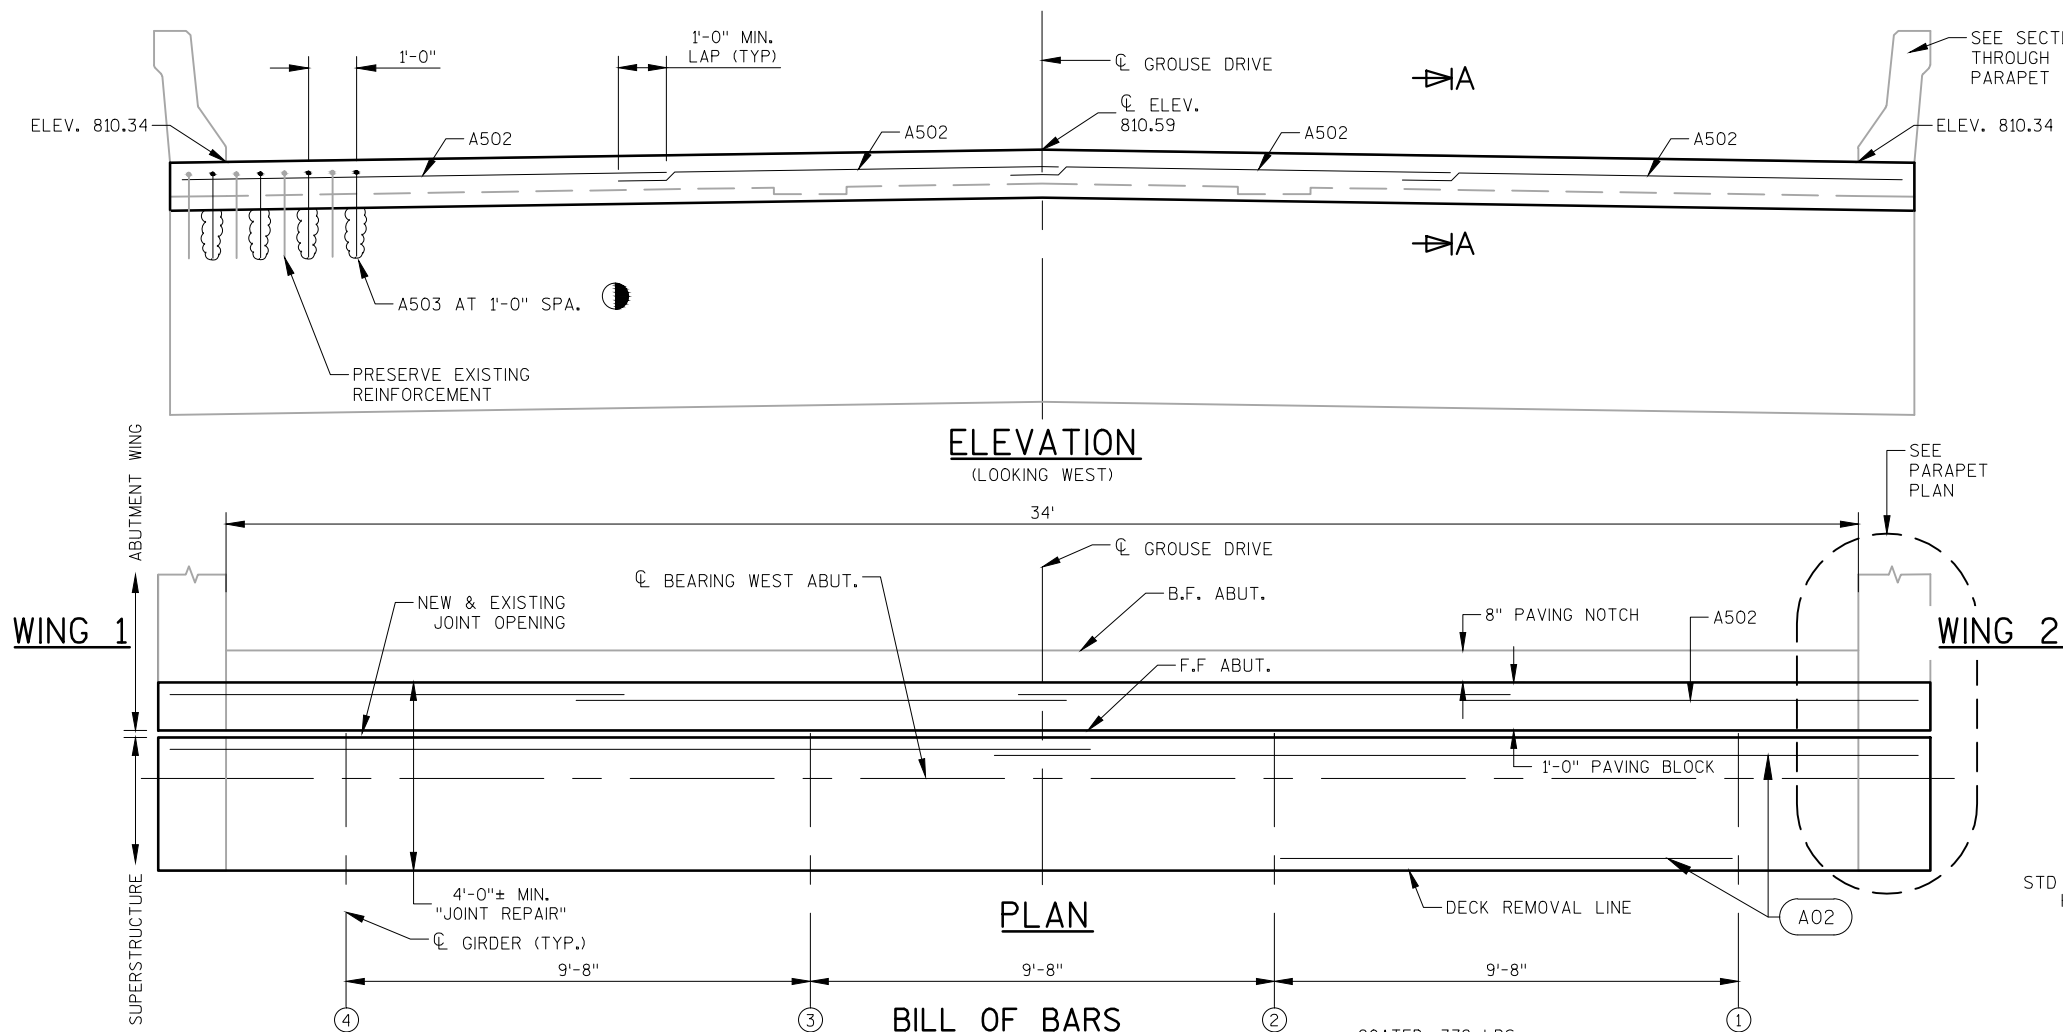 1'-0"
1'-0" MIN.
LAP (TYP)
℄ GROUSE DRIVE
A
SEE
THROUGH
PARAPET
ELEV. 810.34
A502
A502
℄ ELEV.
810.59
A502
A502
ELEV. 810.34
A
A503 AT 1'-0" SPA.
PRESERVE EXISTING
REINFORCEMENT
ELEVATION
(LOOKING WEST)
ABUTMENT WING
SEE
PARAPET
PLAN
34'
℄ GROUSE DRIVE
℄ BEARING WEST ABUT.
B.F. ABUT.
NEW & EXISTING
JOINT OPENING
8" PAVING NOTCH
A502
WING 1
WING 2
F.F ABUT.
1'-0" PAVING BLOCK
SUPERSTRUCTURE
4'-0"± MIN.
"JOINT REPAIR"
℄ GIRDER (TYP.)
PLAN
DECK REMOVAL LINE
A02
STD
9'-8"
9'-8"
9'-8"
4
3
BILL OF BARS
2
1